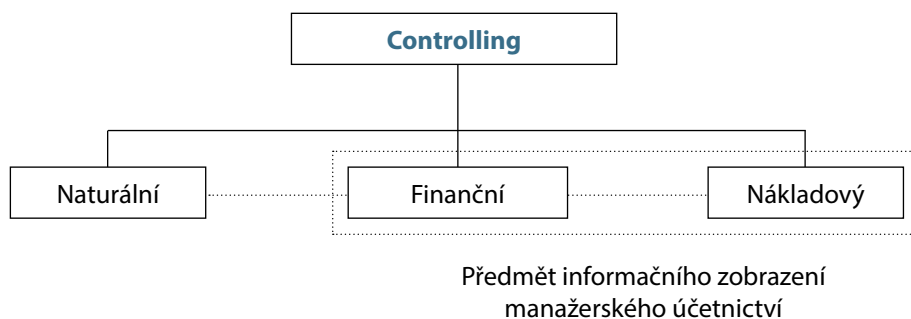 Controlling
Naturální
Finanční
Nákladový
Předmět informačního zobrazení
manažerského účetnictví